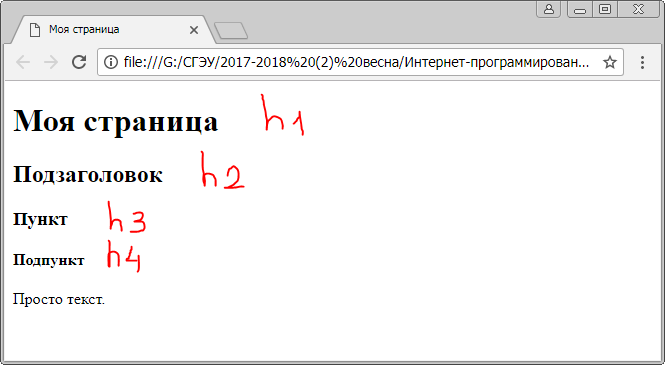 Моя страница
file:///G:/СГЭУ/2017-2018%20(2)%20весна/Интернет-программирован...
Моя страница h1
Подзаголовок h2
Пункт h3
Подпункт h4
Просто текст.